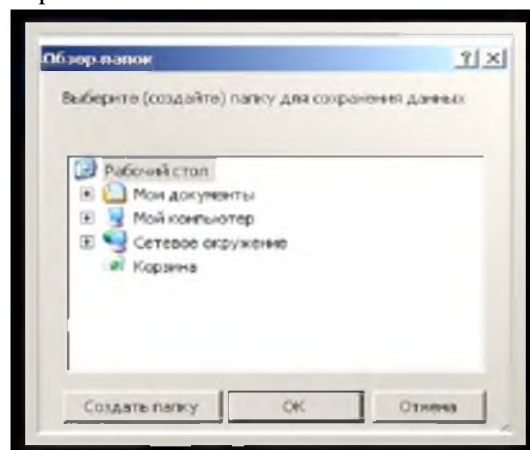 Обзор папок
Выберите (создайте) папку для сохранения данных
Рабочий стол
Мои документы
Мой компьютер
Сетевое окружение
Корзина
Создать папку
ОК
Отмена